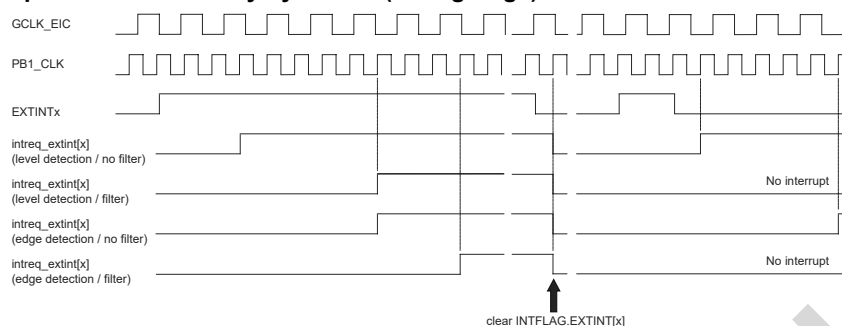 GCLK_EIC
PB1_CLK
EXTINTx
intreq_extint[x]
(level detection / no filter)
intreq_extint[x]
(level detection / filter)
No interrupt
intreq_extint[x]
(edge detection / no filter)
intreq_extint[x]
(edge detection / filter)
No interrupt
clear INTFLAG.EXTINT[x]